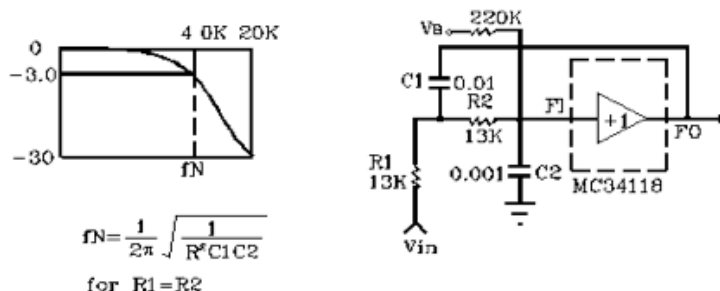 0
4 0K 20K
-3.0
-30
fN
fN=1/2π √1/R²C1C2
for R1=R2
VB 220K
C1 0.01
R2
13K
FI
+1
FO
R1
13K
0.001 C2
MC34118
Vin